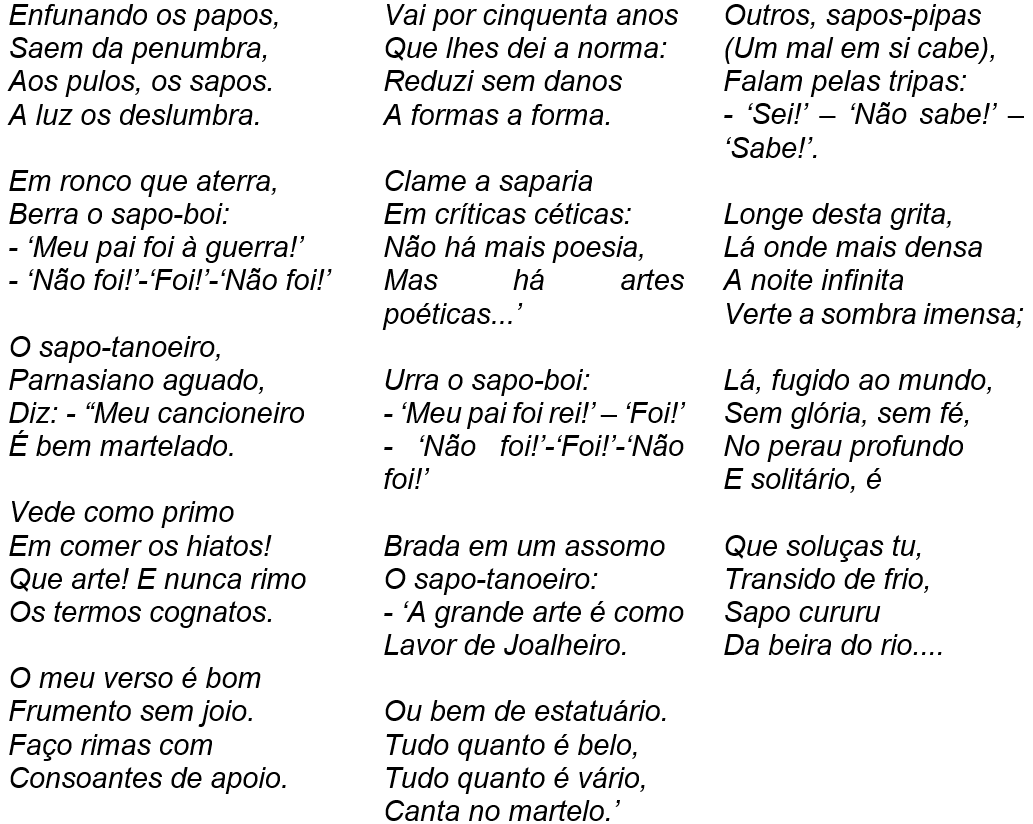 Enfunando os papos,
Saem da penumbra,
Aos pulos, os sapos.
A luz os deslumbra.

Em ronco que aterra,
Berra o sapo-boi:
- ‘Meu pai foi à guerra!’
- ‘Não foi!’-‘Foi!’-‘Não foi!’

O sapo-tanoeiro,
Parnasiano aguado,
Diz: - “Meu cancioneiro
É bem martelado.

Vede como primo
Em comer os hiatos!
Que arte! E nunca rimo
Os termos cognatos.

O meu verso é bom
Frumento sem joio.
Faço rimas com
Consoantes de apoio.

Vai por cinquenta anos
Que lhes dei a norma:
Reduzi sem danos
A formas a forma.

Clame a saparia
Em críticas céticas:
Não há mais poesia,
Mas há artes
poéticas...’

Urra o sapo-boi:
- ‘Meu pai foi rei!’ – ‘Foi!’
- ‘Não foi!’-‘Foi!’-‘Não
foi!’

Brada em um assomo
O sapo-tanoeiro:
- ‘A grande arte é como
Lavor de Joalheiro.

Ou bem de estatuário.
Tudo quanto é belo,
Tudo quanto é vário,
Canta no martelo.’

Outros, sapos-pipas
(Um mal em si cabe),
Falam pelas tripas:
- ‘Sei!’ – ‘Não sabe!’ –
‘Sabe!’.

Longe desta grita,
Lá onde mais densa
A noite infinita
Verte a sombra imensa;

Lá, fugido ao mundo,
Sem glória, sem fé,
No perau profundo
E solitário, é

Que soluças tu,
Transido de frio,
Sapo cururu
Da beira do rio....